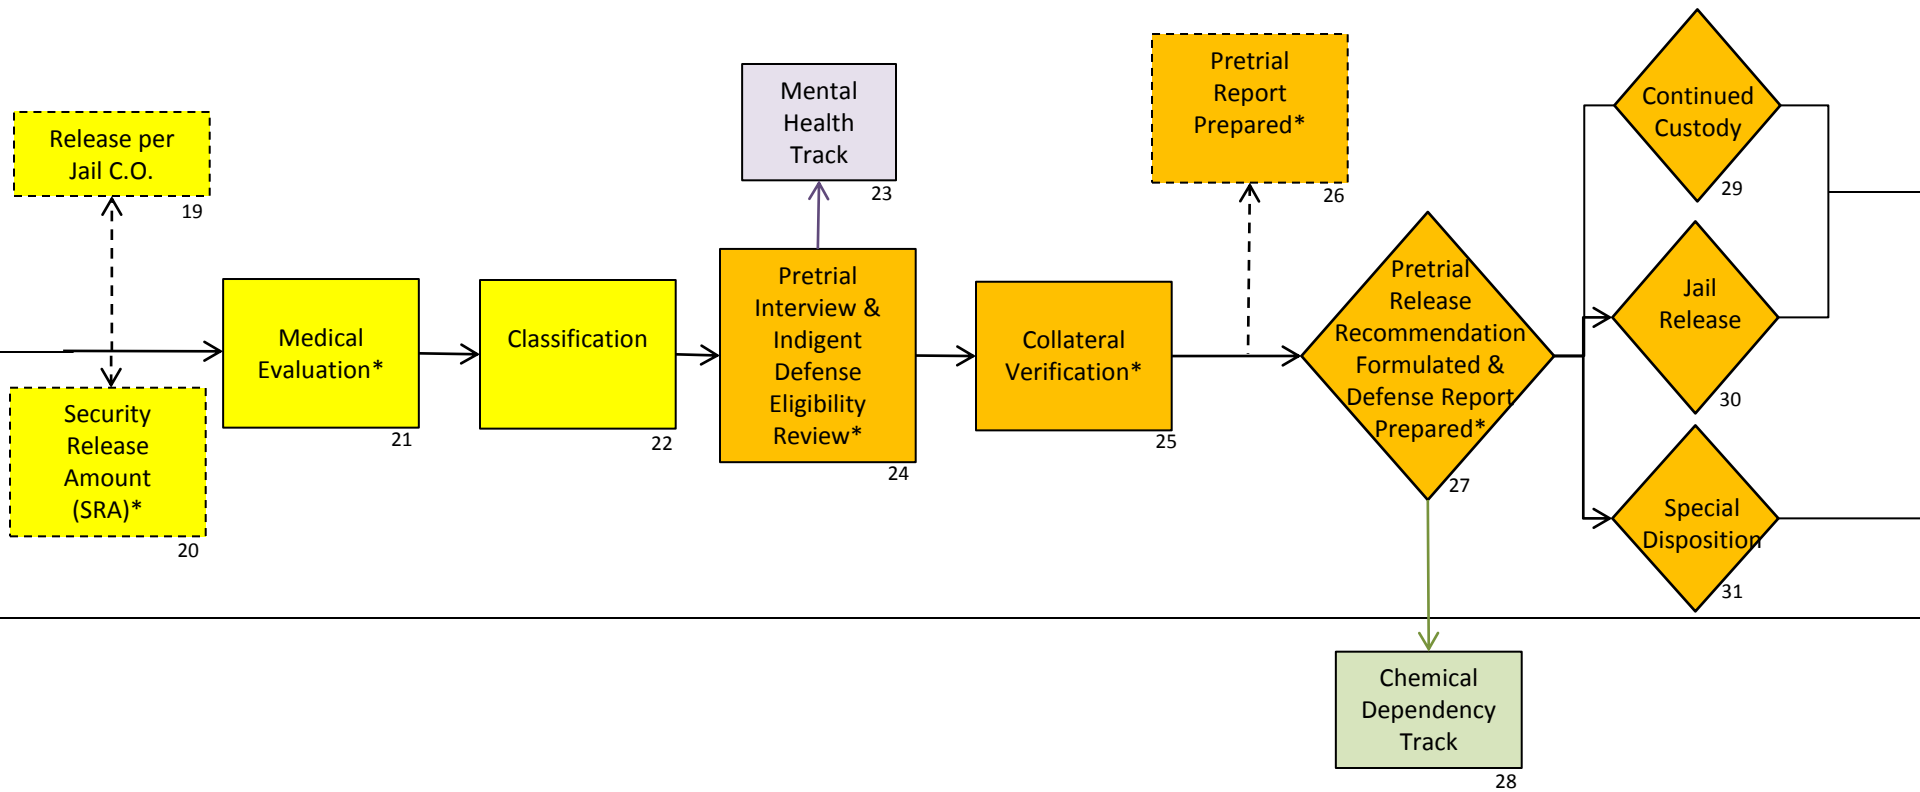 Release per
Jail C.O.
19
Security
Release
Amount
(SRA)*
20
Medical
Evaluation*
21
Classification
22
Mental
Health
Track
23
Pretrial
Interview &
Indigent
Defense
Eligibility
Review*
24
Collateral
Verification*
25
Pretrial
Report
Prepared*
26
Pretrial
Release
Recommendation
Formulated &
Defense Report
Prepared*
27
Chemical
Dependency
Track
28
Continued
Custody
29
Jail
Release
30
Special
Disposition
31